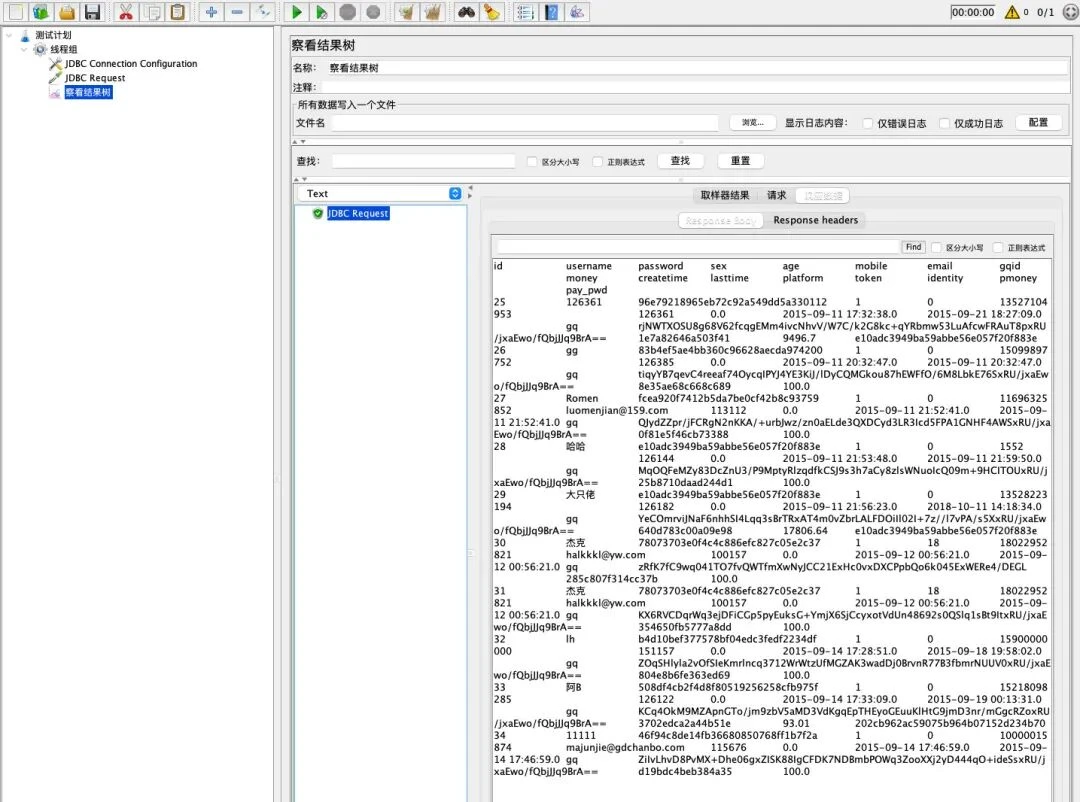 00:00:00 0 0/1
测试计划
线程组
JDBC Connection Configuration
JDBC Request
察看结果树
察看结果树
名称： 察看结果树
注释：
所有数据写入一个文件
文件名 浏览... 显示日志内容： 仅错误日志 仅成功日志 配置
查找： 区分大小写 正则表达式 查找 重置
Text
JDBC Request
取样器结果 请求 响应数据
Response Body Response headers
Find 区分大小写 正则表达式
id username password sex age mobile email gqid
money createtime lasttime platform token identity pmoney
pay_pwd
25 126361 96e79218965eb72c92a549dd5a330112 1 0 13527104
953 126361 0.0 2015-09-11 17:32:38.0 2015-09-21 18:27:09.0
gq rjNWTXOSU8g68V62fcqgEMm4ivcNhvV/W7C/k2G8kc+qYRbmw53LuAfcwFRAuT8pxRU
/jxaEwo/fQbjJJq9BrA== 1e7a82646a503f41 9496.7 e10adc3949ba59abbe56e057f20f883e
26 gg 83b4ef5ae4bb360c96628aecda974200 1 0 15099897
752 126385 0.0 2015-09-11 20:32:47.0 2015-09-11 20:32:47.0
gq tiqyYB7qevC4reeaf74OycqIPYJ4YE3KiJ/lDyCQMGkou87hEWFfO/6M8LbkE76SxRU/jxaEw
o/fQbjJJq9BrA== 8e35ae68c668c689 100.0
27 Romen fcea920f7412b5da7be0cf42b8c93759 1 0 11696325
852 luomenjian@159.com 113112 0.0 2015-09-11 21:52:41.0 2015-09-
11 21:52:41.0 gq QJydZZpr/jFCRgN2nKKA/+urbJwz/zn0aELde3QXDCyd3LR3Icd5FPA1GNHF4AWSxRU/jxa
Ewo/fQbjJJq9BrA== 0f81e5f46cb73388 100.0
28 哈哈 e10adc3949ba59abbe56e057f20f883e 1 0 1552
126144 0.0 2015-09-11 21:53:48.0 2015-09-11 21:59:50.0
gq MqOQFeMZy83DcZnU3/P9MptyRlzqdfkCSJ9s3h7aCy8zlsWNuoIcQ09m+9HCITOUxRU/j
xaEwo/fQbjJJq9BrA== 25b8710daad244d1 100.0
29 大只佬 e10adc3949ba59abbe56e057f20f883e 1 0 13528223
194 126182 0.0 2015-09-11 21:56:23.0 2018-10-11 14:18:34.0
gq YeCOmrviJNaF6nhhSI4Lqq3sBrTRxAT4m0vZbrLALFDOiIl02I+7z//l7vPA/s5XxRU/jxaEw
o/fQbjJJq9BrA== 640d783c00a09e98 17806.64 e10adc3949ba59abbe56e057f20f883e
30 杰克 78073703e0f4c4c886efc827c05e2c37 1 18 18022952
821 halkkkl@yw.com 100157 0.0 2015-09-12 00:56:21.0 2015-09-
12 00:56:21.0 gq zRfK7fC9wq041TO7fvQWTfmXwNyJCC21ExHc0vxDXCPpbQo6k045ExWERe4/DEGL
285c807f314cc37b 100.0
31 杰克 78073703e0f4c4c886efc827c05e2c37 1 18 18022952
821 halkkkl@yw.com 100157 0.0 2015-09-12 00:56:21.0 2015-09-
12 00:56:21.0 gq KX6RVCDqrWq3ejDFiCGp5pyEuksG+YmjX6SjCcyxotVdUn48692s0QSlq1sBt9ItxRU/jxaE
wo/fQbjJJq9BrA== 354650fb5777a8dd 100.0
32 lh b4d10bef377578bf04edc3fedf2234df 1 0 15900000
000 151157 0.0 2015-09-14 17:28:51.0 2015-09-18 19:58:02.0
gq ZOqSHlyla2vOfSIeKmrlncq3712WrWtzUfMGZAK3wadDj0BrvnR77B3fbmrNUUV0xRU/jxaE
wo/fQbjJJq9BrA== 804e8b6fe363ed69 100.0
33 阿B 508df4cb2f4d8f80519256258cfb975f 1 0 15218098
285 126122 0.0 2015-09-14 17:33:09.0 2015-09-19 00:13:31.0
gq KCq4OkM9MZApnGTo/jm9zbV5aMD3VdKgqEpTHEyoGEuuKlHtG9jmD3nr/mGgcRZoxRU
/jxaEwo/fQbjJJq9BrA== 3702edca2a44b51e 93.01 202cb962ac59075b964b07152d234b70
34 11111 46f94c8de14fb36680850768ff1b7f2a 1 0 10000015
874 majunjie@gdchanbo.com 115676 0.0 2015-09-14 17:46:59.0 2015-09-
14 17:46:59.0 gq ZiIvLhvD8PvMX+Dhe06gxZISK88IgCFDK7NDBmbPOWq3ZooXXj2yD444qO+ideSsxRU/j
xaEwo/fQbjJJq9BrA== d19bdc4beb384a35 100.0